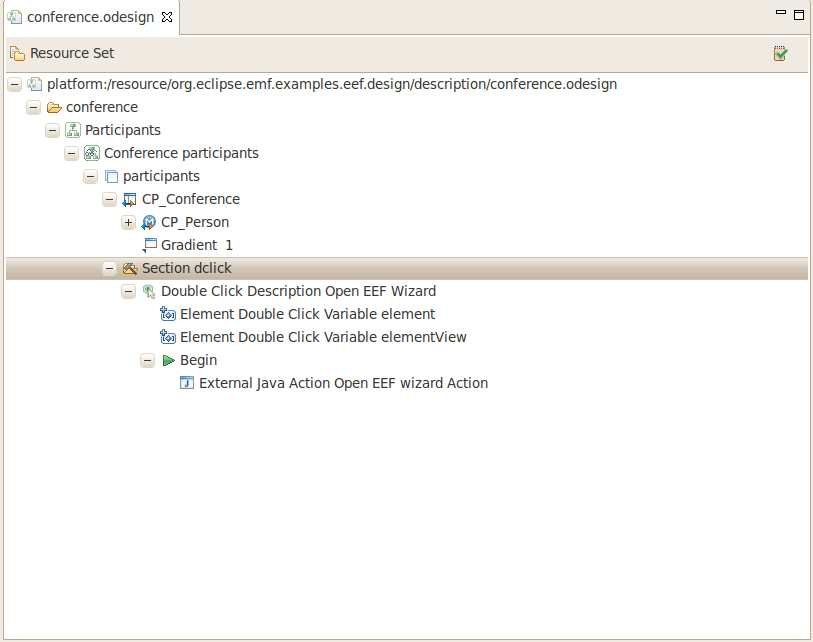 conference.odesign
Resource Set
platform:/resource/org.eclipse.emf.examples.eef.design/description/conference.odesign
conference
Participants
Conference participants
participants
CP_Conference
CP_Person
Gradient  1
Section dclick
Double Click Description Open EEF Wizard
Element Double Click Variable element
Element Double Click Variable elementView
Begin
External Java Action Open EEF wizard Action